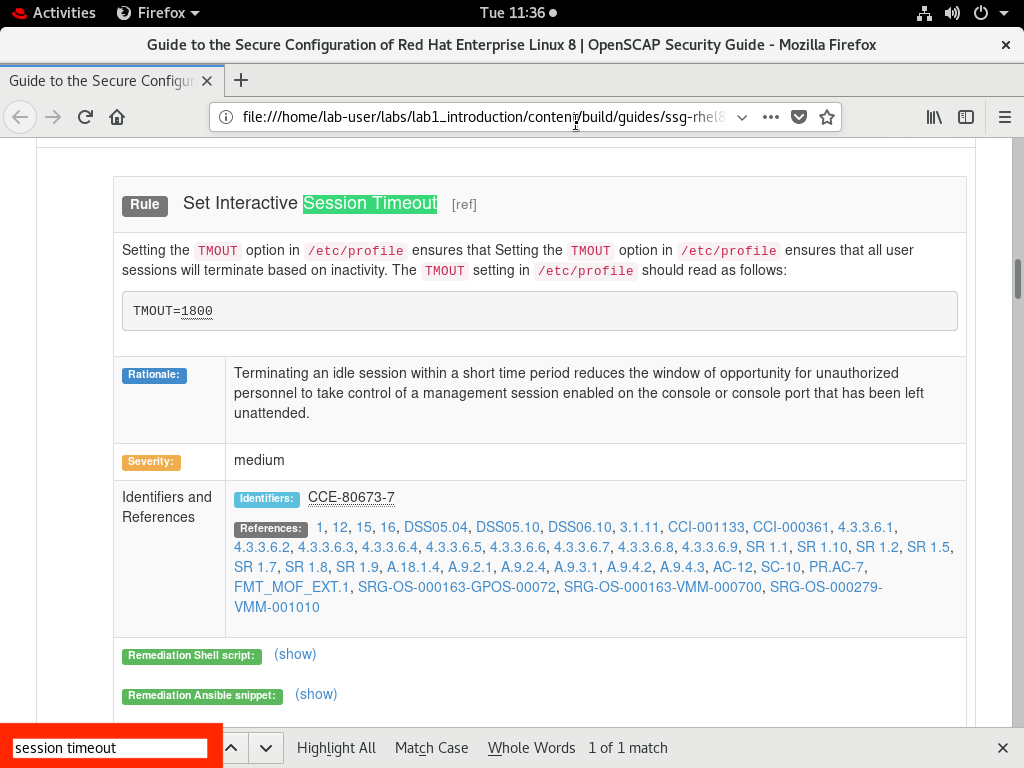 Activities Firefox Tue 11:36
Guide to the Secure Configuration of Red Hat Enterprise Linux 8 | OpenSCAP Security Guide - Mozilla Firefox
Guide to the Secure Configur
file:///home/lab-user/labs/lab1_introduction/content/build/guides/ssg-rhel8
Rule Set Interactive Session Timeout [ref]
Setting the TMOUT option in /etc/profile ensures that Setting the TMOUT option in /etc/profile ensures that all user
sessions will terminate based on inactivity. The TMOUT setting in /etc/profile should read as follows:
TMOUT=1800
Rationale: Terminating an idle session within a short time period reduces the window of opportunity for unauthorized
personnel to take control of a management session enabled on the console or console port that has been left
unattended.
Severity: medium
Identifiers and
References
Identifiers: CCE-80673-7
References: 1, 12, 15, 16, DSS05.04, DSS05.10, DSS06.10, 3.1.11, CCI-001133, CCI-000361, 4.3.3.6.1,
4.3.3.6.2, 4.3.3.6.3, 4.3.3.6.4, 4.3.3.6.5, 4.3.3.6.6, 4.3.3.6.7, 4.3.3.6.8, 4.3.3.6.9, SR 1.1, SR 1.10, SR 1.2, SR 1.5,
SR 1.7, SR 1.8, SR 1.9, A.18.1.4, A.9.2.1, A.9.2.4, A.9.3.1, A.9.4.2, A.9.4.3, AC-12, SC-10, PR.AC-7,
FMT_MOF_EXT.1, SRG-OS-000163-GPOS-00072, SRG-OS-000163-VMM-000700, SRG-OS-000279-
VMM-001010
Remediation Shell script: (show)
Remediation Ansible snippet: (show)
session timeout Highlight All Match Case Whole Words 1 of 1 match